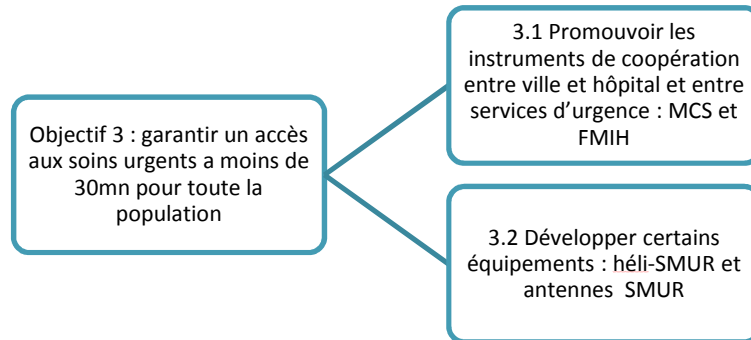 Objectif 3 : garantir un accès
aux soins urgents a moins de
30mn pour toute la
population
3.1 Promouvoir les
instruments de coopération
entre ville et hôpital et entre
services d’urgence : MCS et
FMIH
3.2 Développer certains
équipements : héli-SMUR et
antennes SMUR